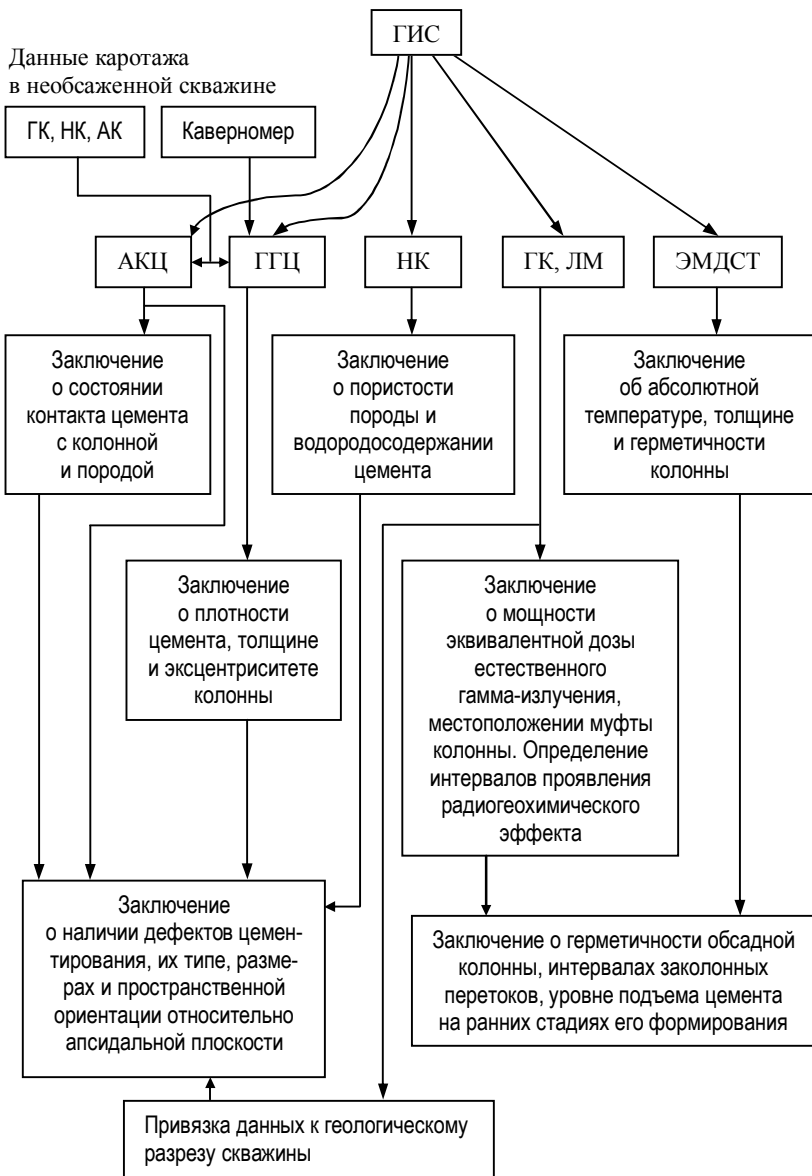 ГИС
Данные каротажа
в необсаженной скважине
ГК, НК, АК
Каверномер
АКЦ
ГГЦ
НК
ГК, ЛМ
ЭМДСТ
Заключение
о состоянии
контакта цемента
с колонной
и породой
Заключение
о пористости
породы и
водородосодержании
цемента
Заключение
об абсолютной
температуре, толщине
и герметичности
колонны
Заключение
о плотности
цемента, толщине
и эксцентриситете
колонны
Заключение
о мощности
эквивалентной дозы
естественного
гамма-излучения,
местоположении муфты
колонны. Определение
интервалов проявления
радиогеохимического
эффекта
Заключение
о наличии дефектов цемен-
тирования, их типе, разме-
рах и пространственной
ориентации относительно
апсидальной плоскости
Заключение о герметичности обсадной
колонны, интервалах заколонных
перетоков, уровне подъема цемента
на ранних стадиях его формирования
Привязка данных к геологическому
разрезу скважины